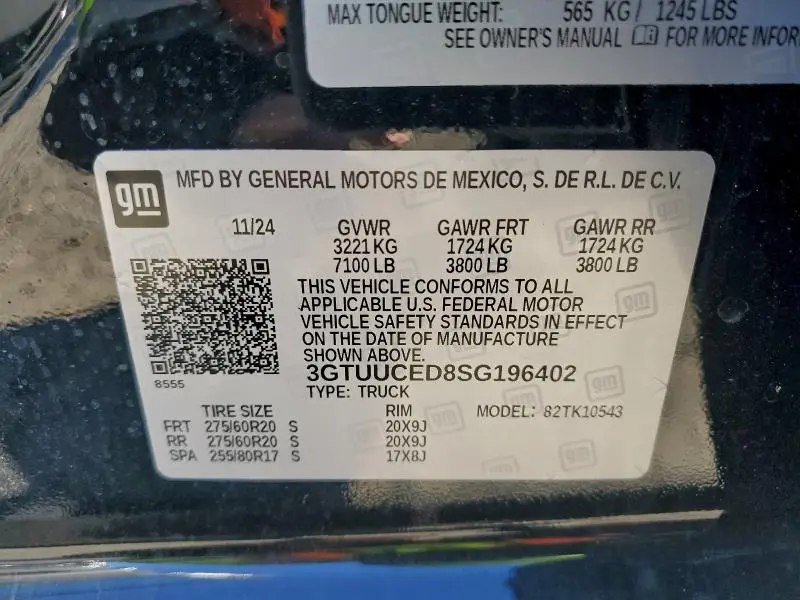 MAX TONGUE WEIGHT: 565 KG / 1245 LBS
SEE OWNER'S MANUAL FOR MORE INFOR
gm MFD BY GENERAL MOTORS DE MEXICO, S. DE R.L. DE C.V.
11/24 GVWR GAWR FRT GAWR RR
3221 KG 1724 KG 1724 KG
7100 LB 3800 LB 3800 LB
THIS VEHICLE CONFORMS TO ALL
APPLICABLE U.S. FEDERAL MOTOR
VEHICLE SAFETY STANDARDS IN EFFECT
ON THE DATE OF MANUFACTURE
SHOWN ABOVE.
8555
3GTUUCED8SG196402
TYPE: TRUCK
TIRE SIZE RIM MODEL: 82TK10543
FRT 275/60R20 S 20X9J
RR 275/60R20 S 20X9J
SPA 255/80R17 S 17X8J